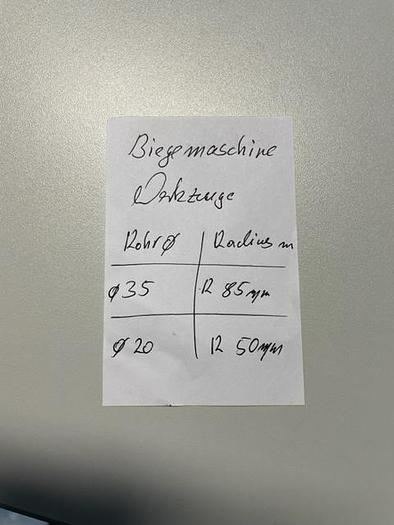 Biegemaschine
Werkzeuge
Rohr ø Radius m
ø 35 R 85mm
ø 20 R 50mm